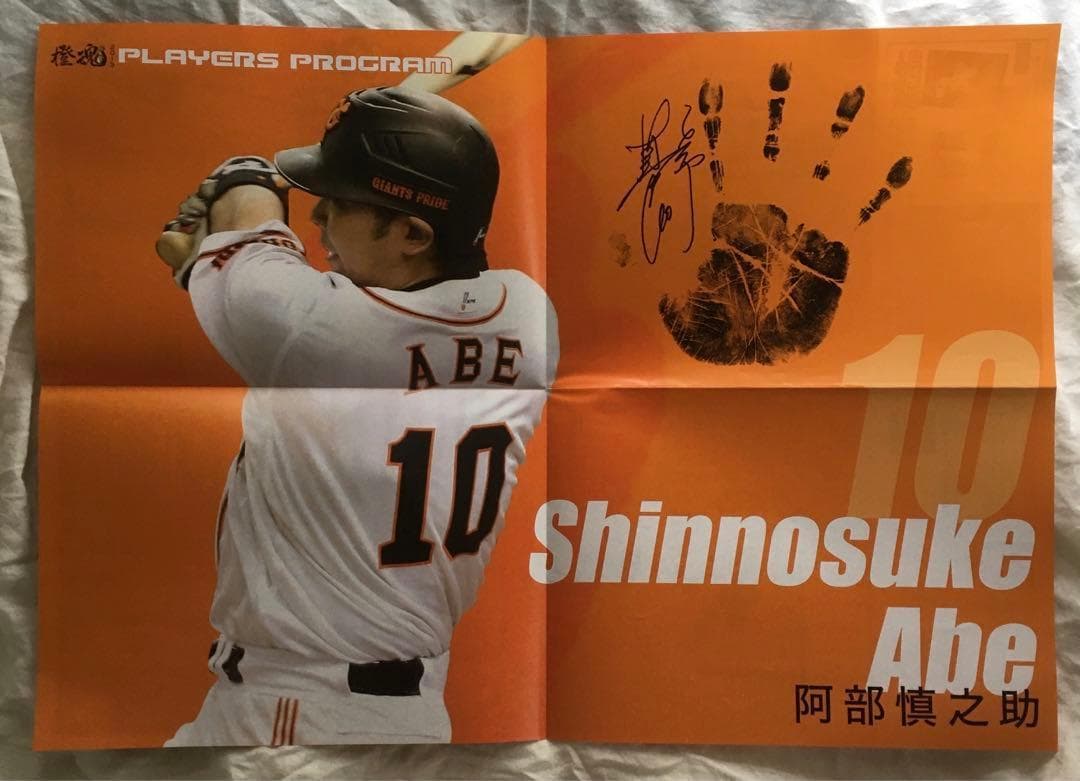 橙魂 PLAYERS PROGRAM
GIANTS PRIDE
ABE
10
10
Shinnosuke
Abe
阿部慎之助